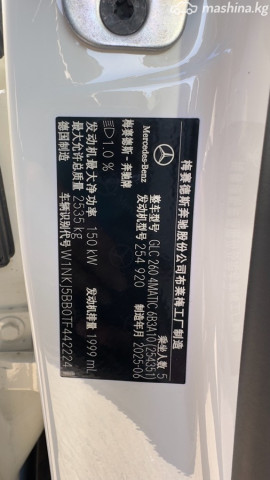 mashina.kg
Mercedes-Benz
梅赛德斯奔驰股份公司布莱梅工厂制造
整车型号 GLC 260 4MATIC 6B3A10(254351)
乘坐人数 5
发动机型号 254 920
制造年月 2025-06
梅赛德斯-奔驰牌
1.0 %
发动机最大净功率 150 kW
发动机排量 1999 mL
最大允许总质量 2535 kg
车辆识别代号 W1NKJ5BB0TF442224
德国制造